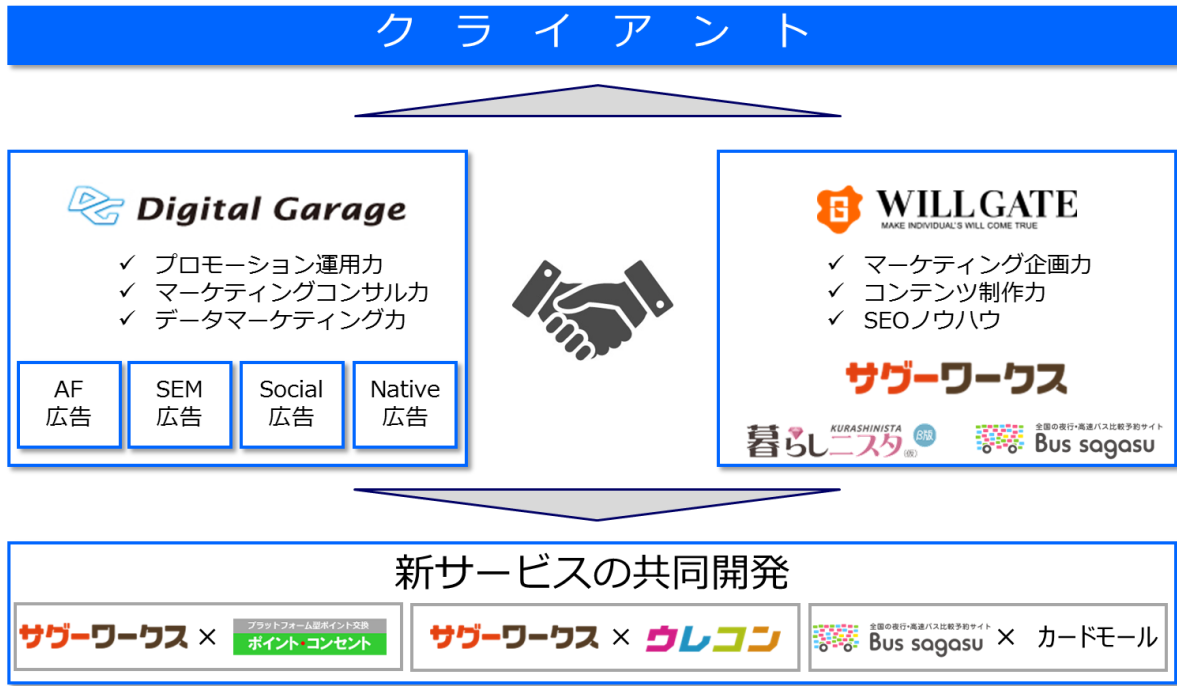 クライアント
Digital Garage
✓ プロモーション運用力
✓ マーケティングコンサル力
✓ データマーケティング力
AF
広告
SEM
広告
Social
広告
Native
広告
WILLGATE
MAKE INDIVIDUAL'S WILL COME TRUE
✓ マーケティング企画力
✓ コンテンツ制作力
✓ SEOノウハウ
サグーワークス
暮らしニスタ KURASHINISTA β版 (仮)
全国の夜行・高速バス比較予約サイト
Bus sagasu
新サービスの共同開発
サグーワークス × プラットフォーム型ポイント交換
ポイント・コンセント
サグーワークス × ウレコン
全国の夜行・高速バス比較予約サイト
Bus sagasu × カードモール